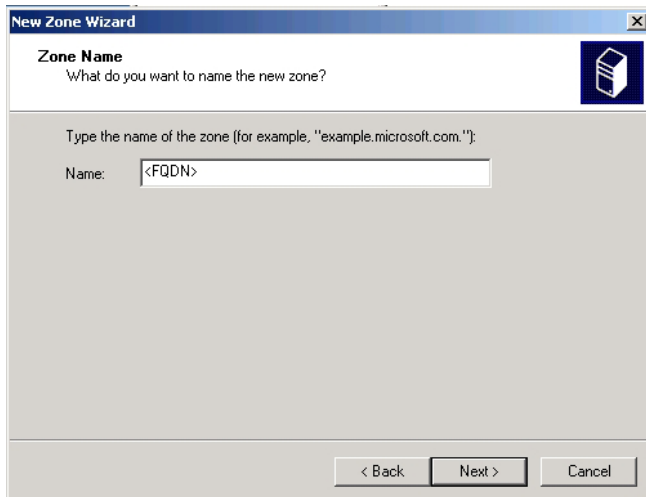 New Zone Wizard
Zone Name
What do you want to name the new zone?
Type the name of the zone (for example, "example.microsoft.com."):
Name: <FQDN>
< Back Next > Cancel